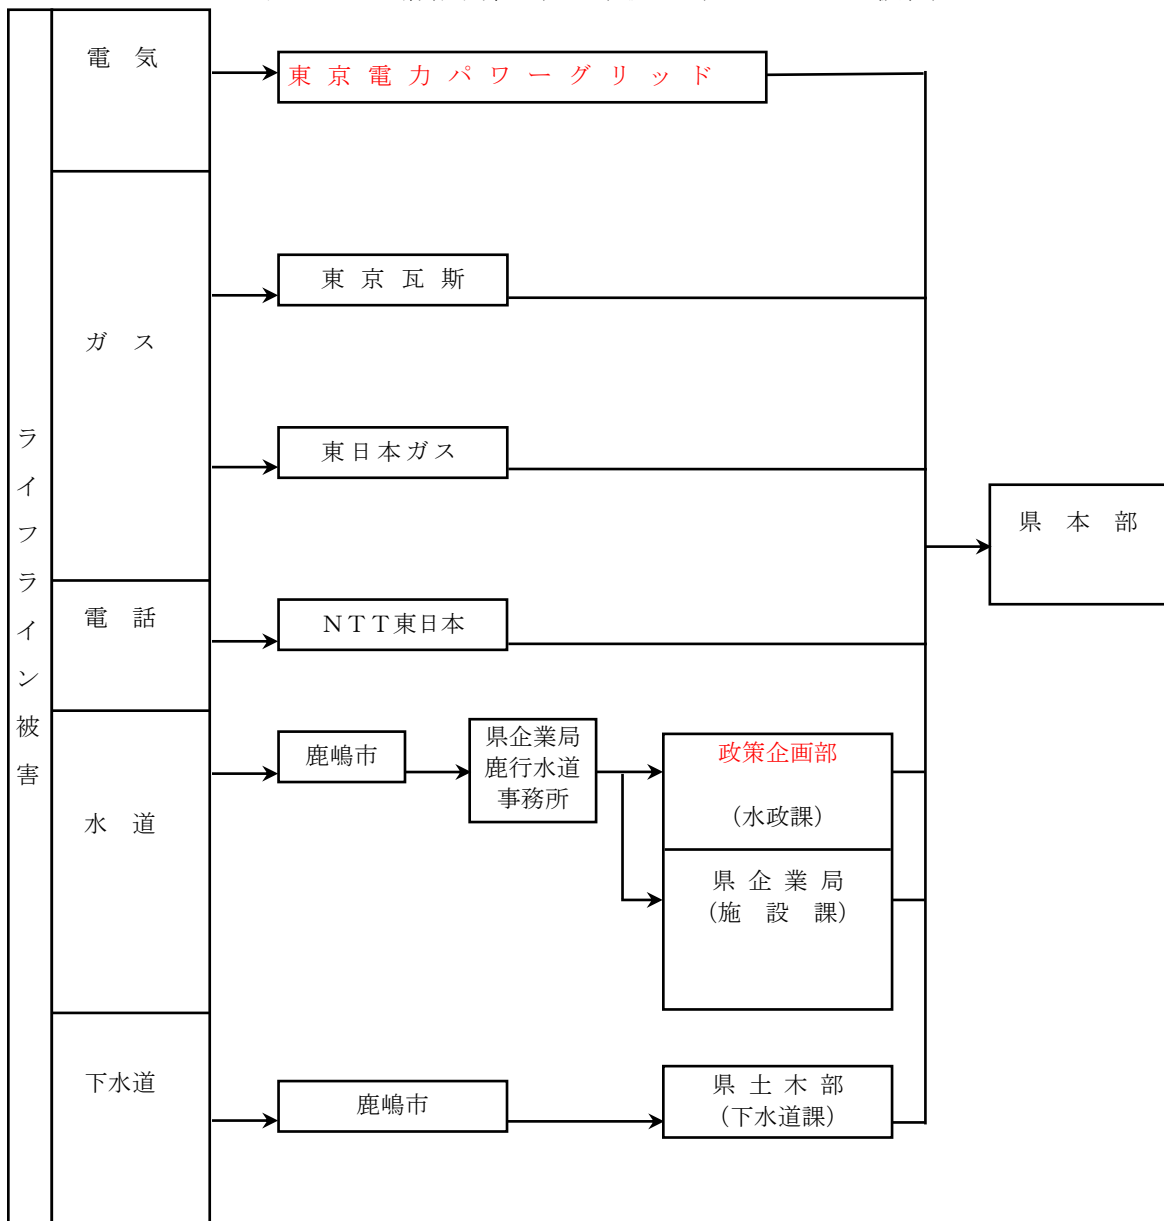 ライフライン被害
電　気
東京電力パワーグリッド
東京瓦斯
ガ　ス
東日本ガス
県　本　部
電　話
ＮＴＴ東日本
水　道
鹿嶋市
県企業局
鹿行水道
事務所
政策企画部
（水政課）
県企業局
（施　設　課）
下水道
鹿嶋市
県土木部
（下水道課）